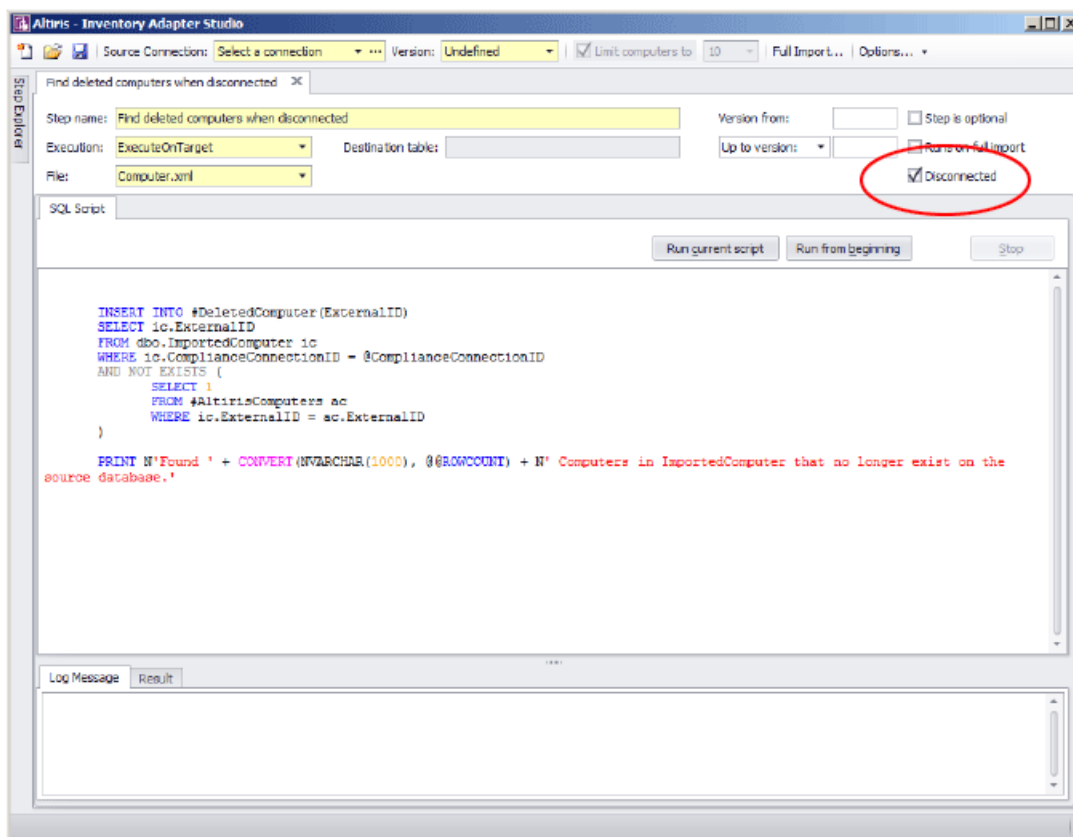 Altiris - Inventory Adapter Studio
Source Connection: Select a connection ... Version: Undefined Limit computers to 10 Full Import... Options...
Step Explorer
Find deleted computers when disconnected
Step name: Find deleted computers when disconnected Version from: Step is optional
Execution: ExecuteOnTarget Destination table: Up to version: Runs on full import
File: Computer.xml Disconnected
SQL Script
Run current script Run from beginning Stop
INSERT INTO #DeletedComputer(ExternalID)
SELECT ic.ExternalID
FROM dbo.ImportedComputer ic
WHERE ic.ComplianceConnectionID = @ComplianceConnectionID
AND NOT EXISTS (
SELECT 1
FROM #AltirisComputers ac
WHERE ic.ExternalID = ac.ExternalID
)
PRINT N'Found ' + CONVERT(NVARCHAR(1000), @@ROWCOUNT) + N' Computers in ImportedComputer that no longer exist on the
source database.'
Log Message Result